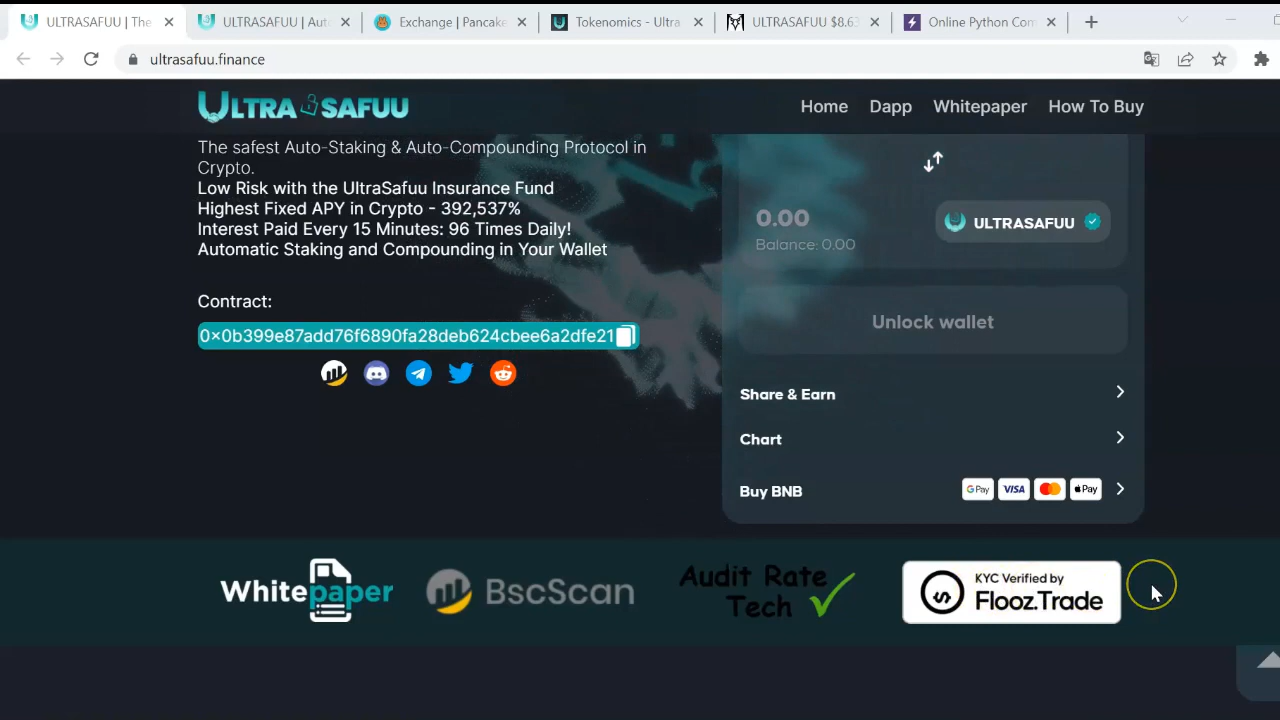 ULTRASAFUU | The
ULTRASAFUU | Auto
Exchange | Pancake
Tokenomics - Ultra
ULTRASAFUU $8.63
Online Python Com
ultrasafuu.finance
ULTRA SAFUU
Home
Dapp
Whitepaper
How To Buy
The safest Auto-Staking & Auto-Compounding Protocol in
Crypto.
Low Risk with the UltraSafuu Insurance Fund
Highest Fixed APY in Crypto - 392,537%
Interest Paid Every 15 Minutes: 96 Times Daily!
Automatic Staking and Compounding in Your Wallet
Contract:
0x0b399e87add76f6890fa28deb624cbee6a2dfe21
0.00
Balance: 0.00
ULTRASAFUU
Unlock wallet
Share & Earn
Chart
Buy BNB
G Pay
VISA
Pay
Whitepaper
BscScan
Audit Rate
Tech
KYC Verified by
Flooz.Trade